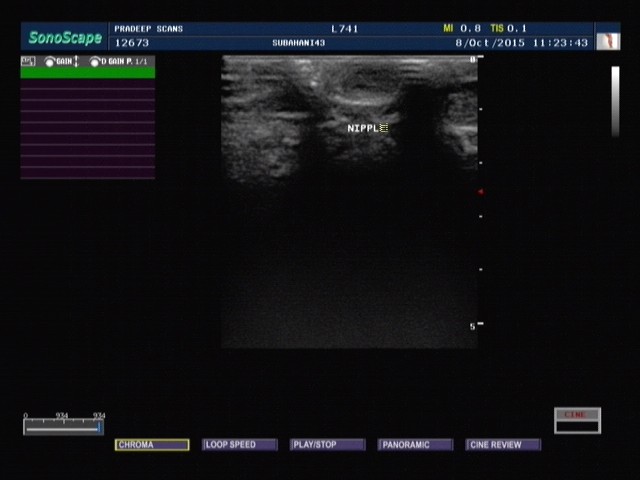 SonoScape
PRADEEP SCANS L741 MI 0.8 TIS 0.1
12673 SUBAHANI43 8/Oct/2015 11:23:43
GAIN D GAIN P. 1/1
0
NIPPL
5
0 934 934
CINE
CHROMA LOOP SPEED PLAY/STOP PANORAMIC CINE REVIEW